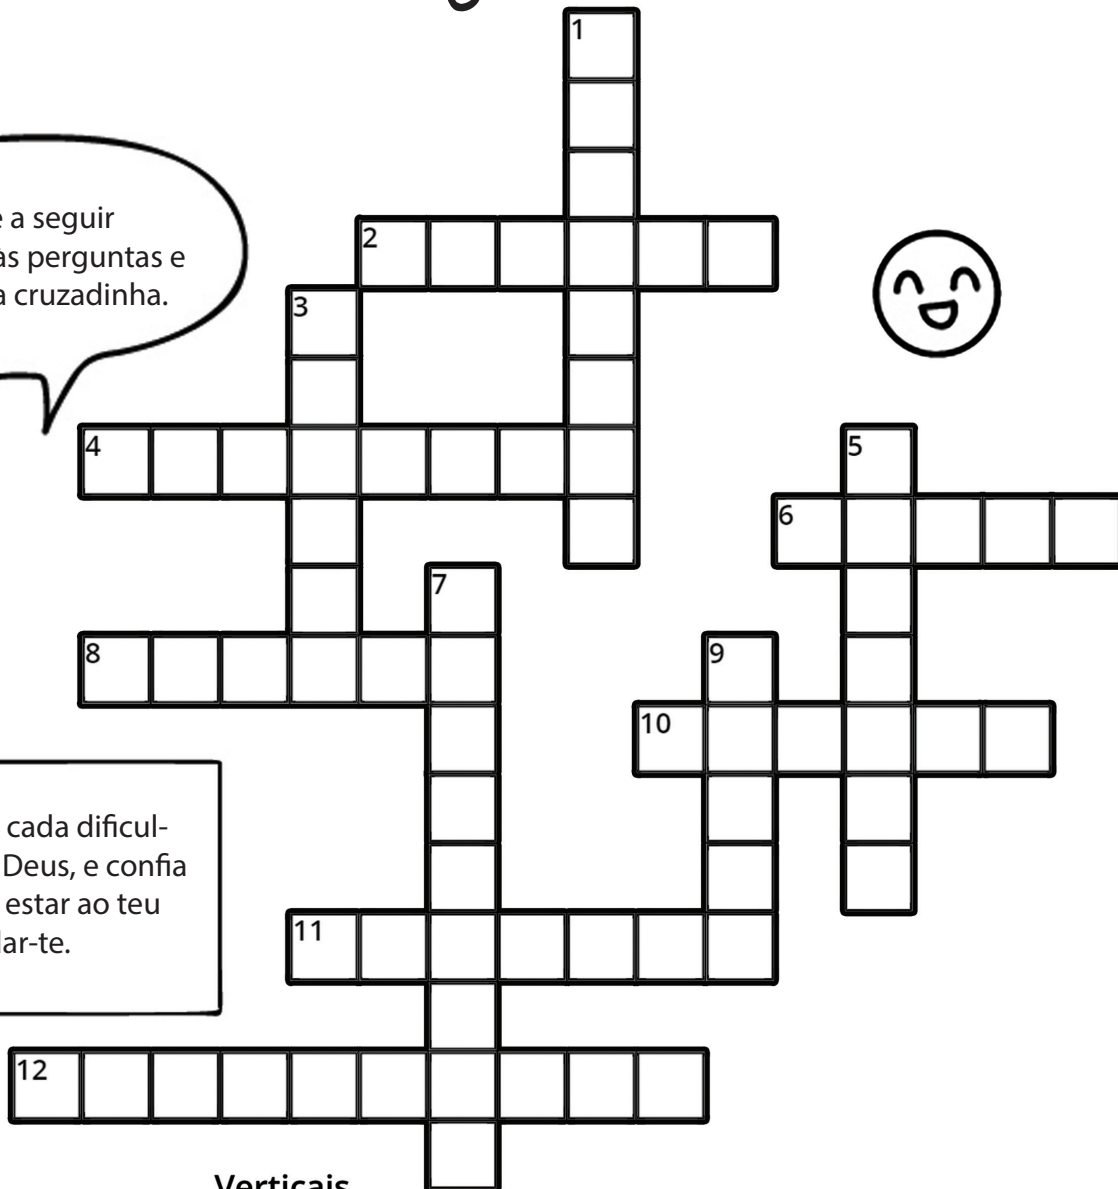 1
e a seguir
às perguntas e
a cruzadinha.
2
3
4
5
6
7
8
9
10
cada dificul-
Deus, e confia
estar ao teu
dar-te.
11
12
Verticais